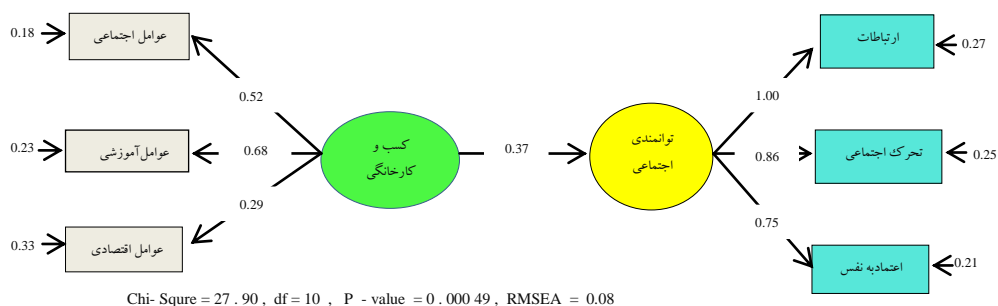 عوامل اجتماعی
0.18
ارتباطات
0.27
0.52
1.00
عوامل آموزشی
0.23
0.68
کسب و
کارخانگی
0.37
توانمندی
اجتماعی
0.86
تحرک اجتماعی
0.25
0.29
0.75
عوامل اقتصادی
0.33
اعتمادبه نفس
0.21
Chi- Squre = 27 . 90 , df = 10 , P - value = 0 . 000 49 , RMSEA = 0.08